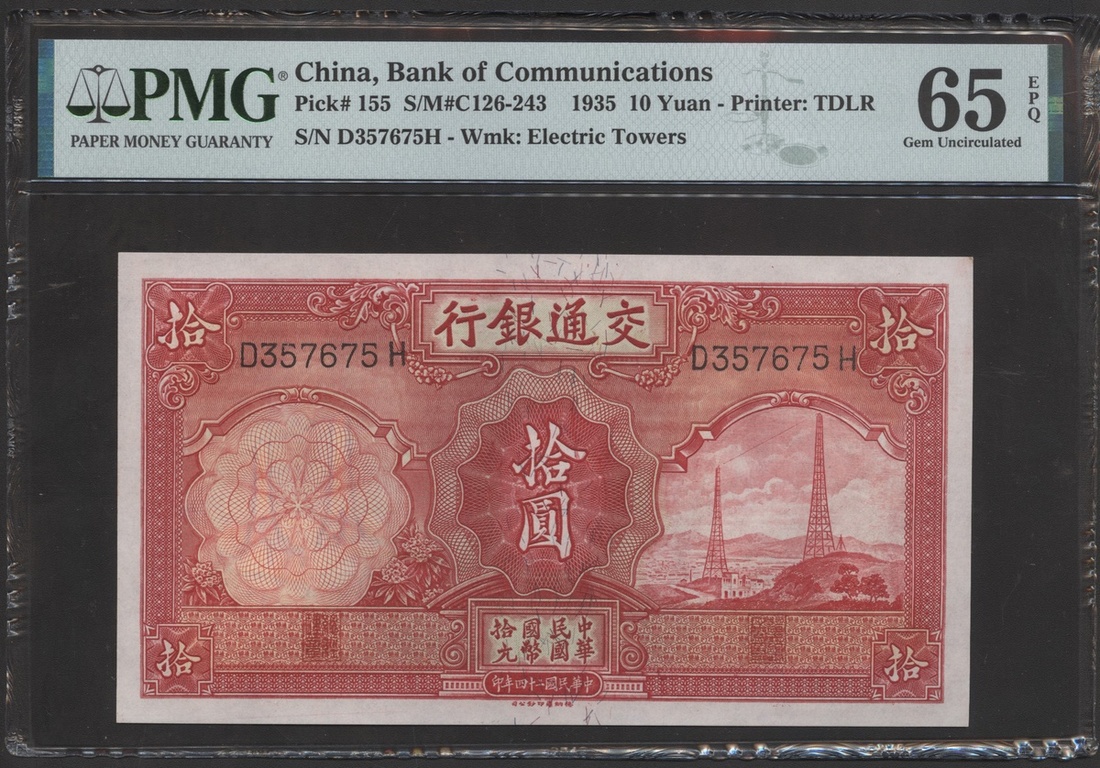 PMG®
PAPER MONEY GUARANTY
China, Bank of Communications
Pick# 155 S/M#C126-243 1935 10 Yuan - Printer: TDLR
S/N D357675H - Wmk: Electric Towers
65
EPQ
Gem Uncirculated
拾
行銀通交
拾
D357675 H
D357675 H
拾圓
拾
中華
民國
國幣
拾元
拾
印年四十二國民華中